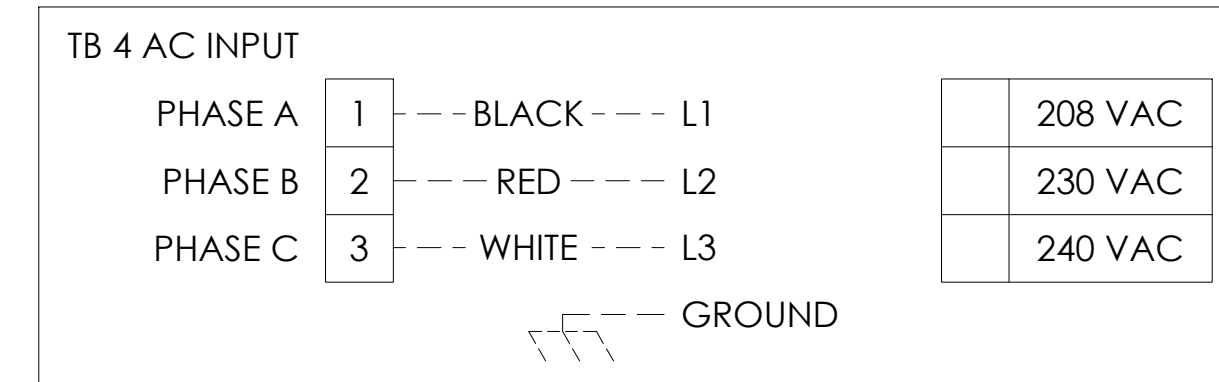 TB 4 AC INPUT
PHASE A 1 BLACK L1 208 VAC
PHASE B 2 RED L2 230 VAC
PHASE C 3 WHITE L3 240 VAC
GROUND